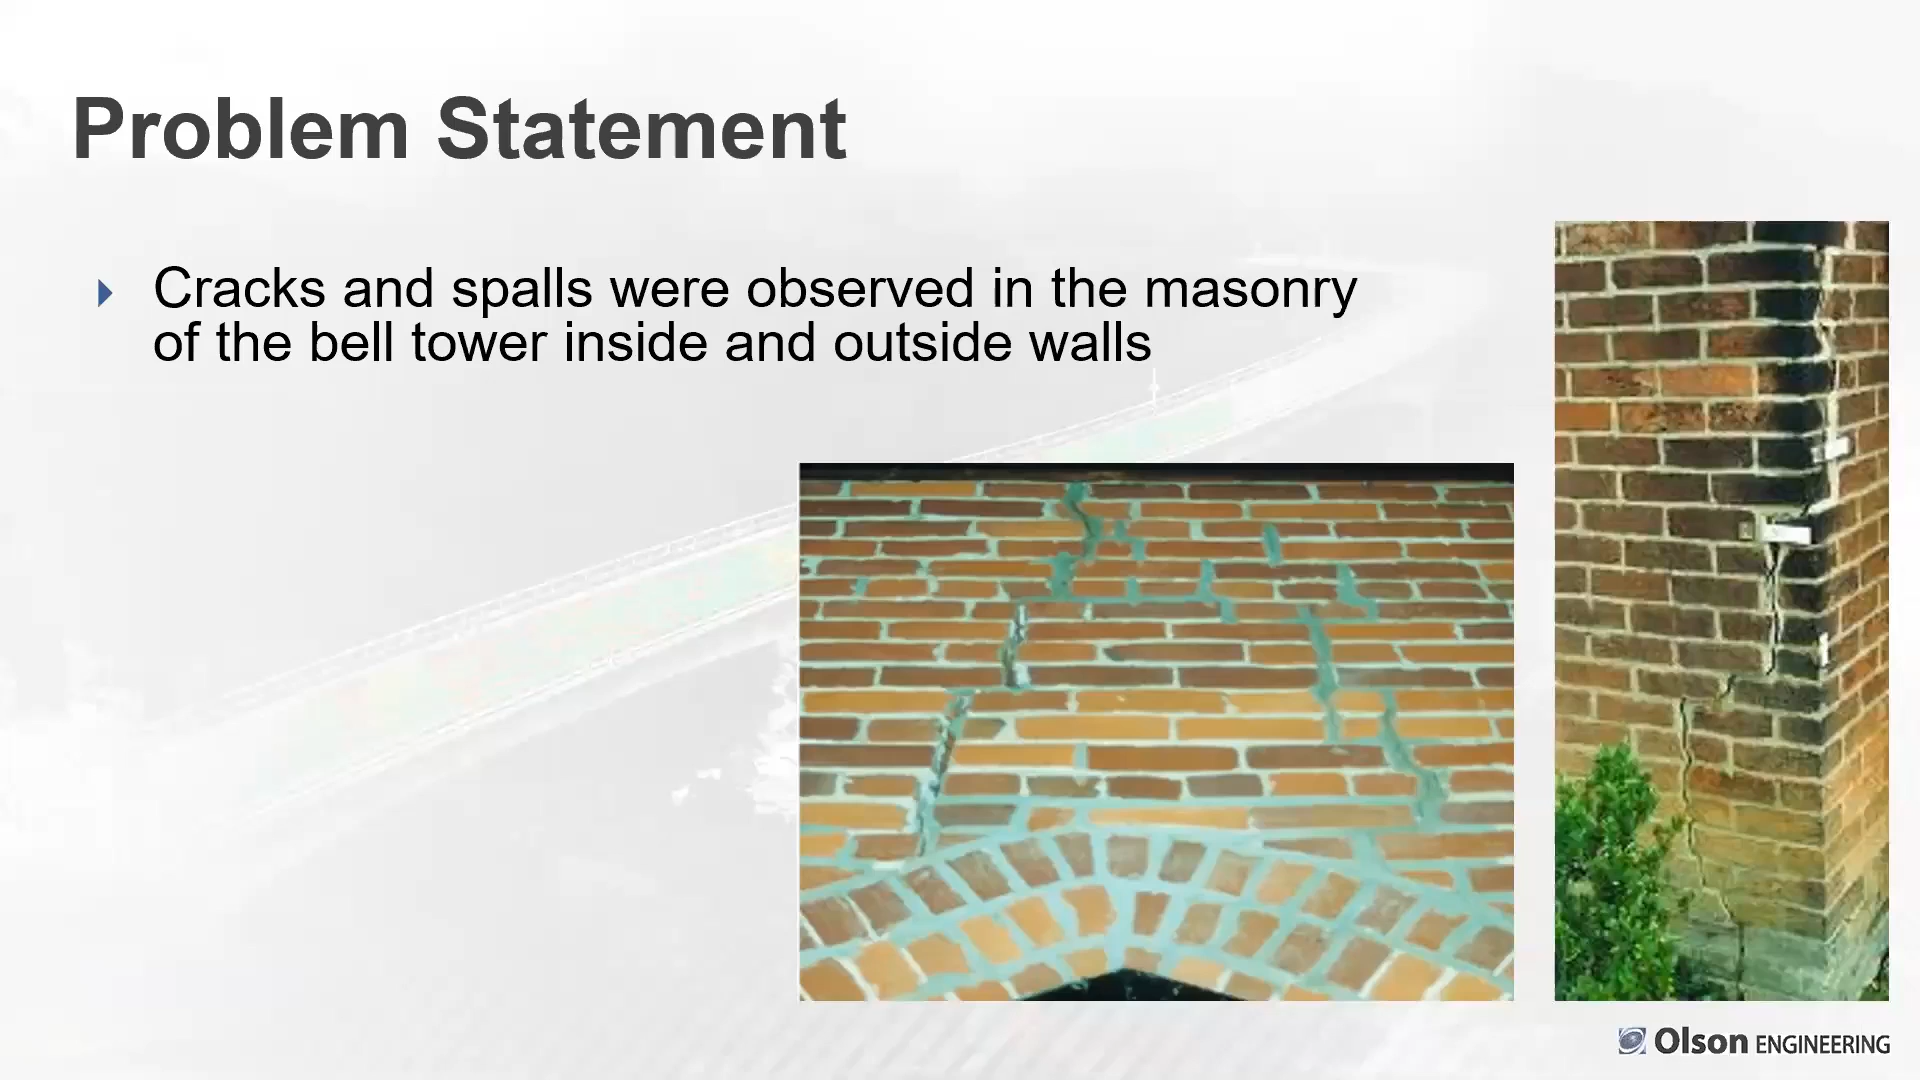 Problem Statement
Cracks and spalls were observed in the masonry
of the bell tower inside and outside walls
Olson ENGINEERING